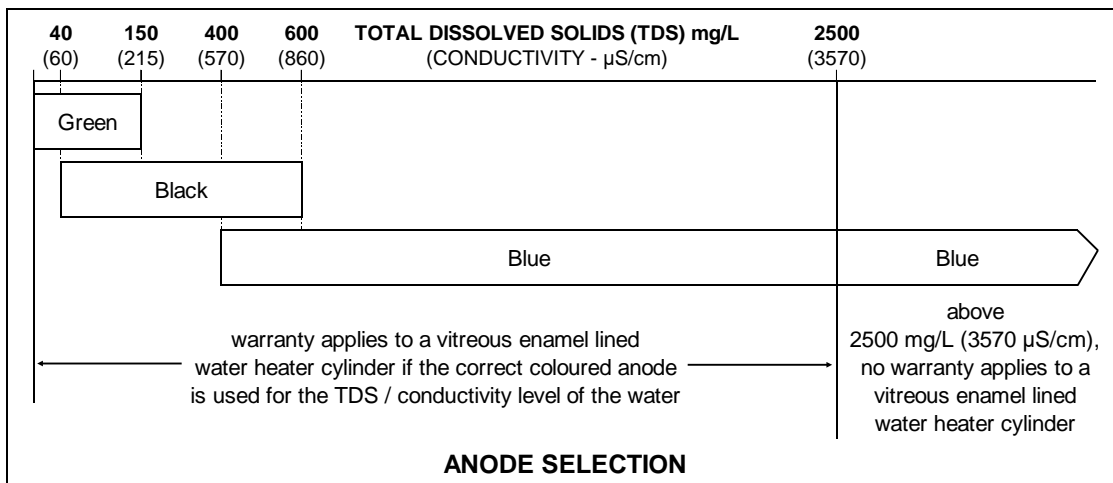 40 150 400 600 TOTAL DISSOLVED SOLIDS (TDS) mg/L 2500
(60) (215) (570) (860) (CONDUCTIVITY - µS/cm) (3570)
Green
Black
Blue Blue
warranty applies to a vitreous enamel lined
water heater cylinder if the correct coloured anode
is used for the TDS / conductivity level of the water
above
2500 mg/L (3570 µS/cm),
no warranty applies to a
vitreous enamel lined
water heater cylinder
ANODE SELECTION